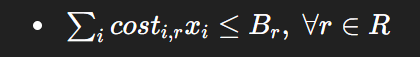 • ∑ᵢ costᵢ,ᵣxᵢ ≤ Bᵣ, ∀r ∈ R